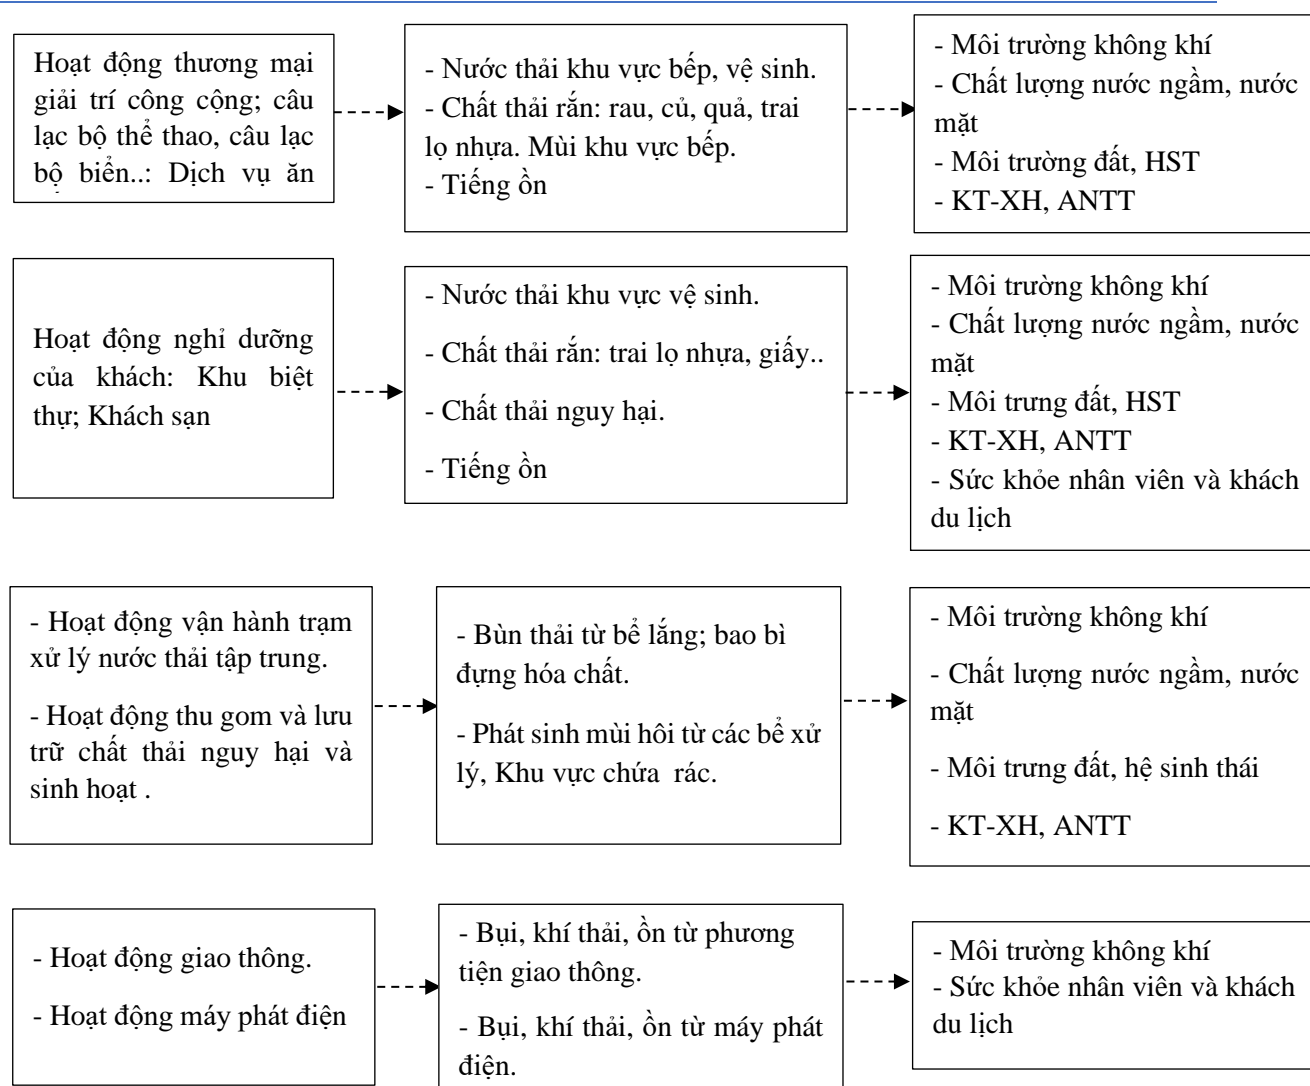 Hoạt động thương mại
giải trí công cộng; câu
lạc bộ thể thao, câu lạc
bộ biển..: Dịch vụ ăn
- Nước thải khu vực bếp, vệ sinh.
- Chất thải rắn: rau, củ, quả, trai
lọ nhựa. Mùi khu vực bếp.
- Tiếng ồn
- Môi trường không khí
- Chất lượng nước ngầm, nước
mặt
- Môi trường đất, HST
- KT-XH, ANTT
Hoạt động nghỉ dưỡng
của khách: Khu biệt
thự; Khách sạn
- Nước thải khu vực vệ sinh.
- Chất thải rắn: trai lọ nhựa, giấy..
- Chất thải nguy hại.
- Tiếng ồn
- Môi trường không khí
- Chất lượng nước ngầm, nước
mặt
- Môi trưng đất, HST
- KT-XH, ANTT
- Sức khỏe nhân viên và khách
du lịch
- Hoạt động vận hành trạm
xử lý nước thải tập trung.
- Hoạt động thu gom và lưu
trữ chất thải nguy hại và
sinh hoạt .
- Bùn thải từ bể lắng; bao bì
đựng hóa chất.
- Phát sinh mùi hôi từ các bể xử
lý, Khu vực chứa  rác.
- Môi trường không khí
- Chất lượng nước ngầm, nước
mặt
- Môi trưng đất, hệ sinh thái
- KT-XH, ANTT
- Hoạt động giao thông.
- Hoạt động máy phát điện
- Bụi, khí thải, ồn từ phương
tiện giao thông.
- Bụi, khí thải, ồn từ máy phát
điện.
- Môi trường không khí
- Sức khỏe nhân viên và khách
du lịch